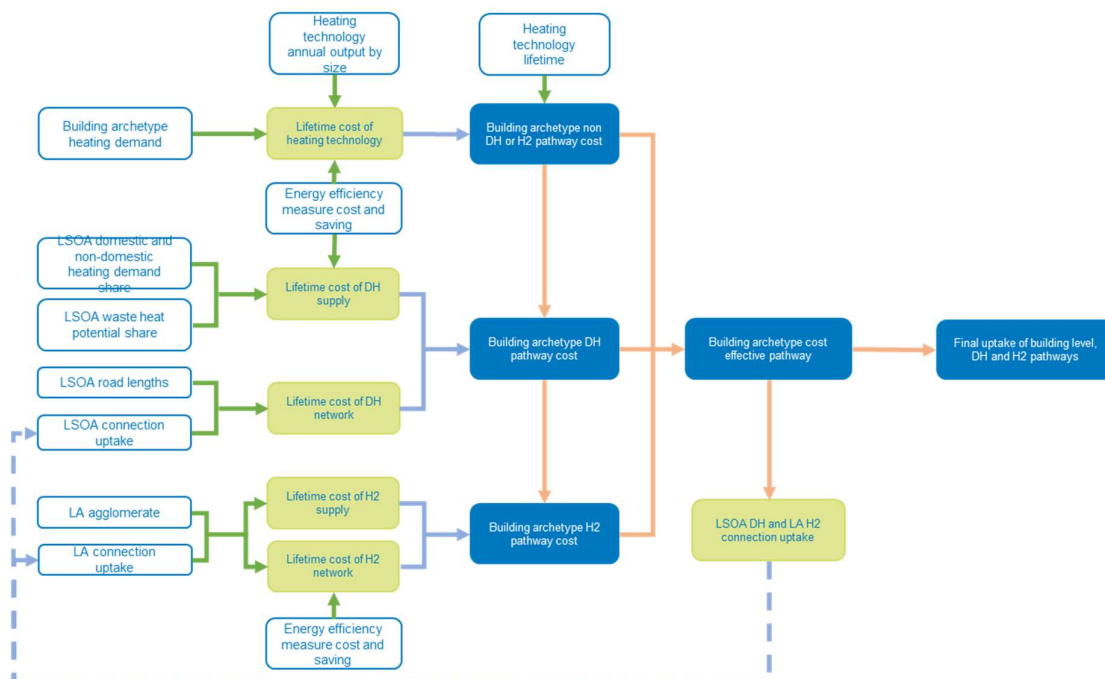 Heating
technology
annual output by
size
Heating
technology
lifetime
Building archetype
heating demand
Lifetime cost of
heating technology
Building archetype non
DH or H2 pathway cost
Energy efficiency
measure cost and
saving
LSOA domestic and
non-domestic
heating demand
share
LSOA waste heat
potential share
Lifetime cost of DH
supply
Building archetype DH
pathway cost
Building archetype cost
effective pathway
Final uptake of building level,
DH and H2 pathways
LSOA road lengths
LSOA connection
uptake
Lifetime cost of DH
network
LA agglomerate
LA connection
uptake
Lifetime cost of H2
supply
Lifetime cost of H2
network
Building archetype H2
pathway cost
LSOA DH and LA H2
connection uptake
Energy efficiency
measure cost and
saving